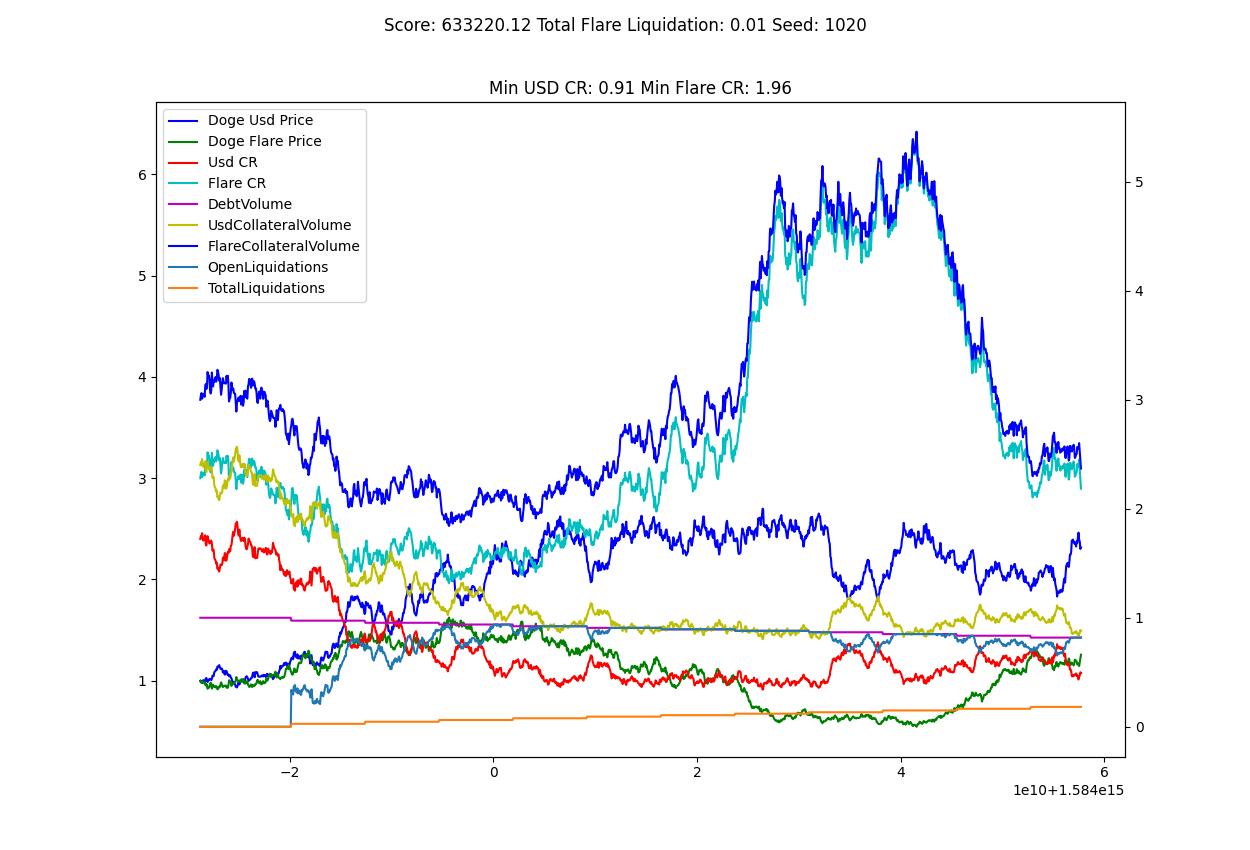 Score: 633220.12 Total Flare Liquidation: 0.01 Seed: 1020
Min USD CR: 0.91 Min Flare CR: 1.96
Doge Usd Price
Doge Flare Price
Usd CR
Flare CR
DebtVolume
UsdCollateralVolume
FlareCollateralVolume
OpenLiquidations
TotalLiquidations
6
5
4
3
2
1
5
4
3
2
1
0
−2
0
2
4
6
1e10+1.584e15